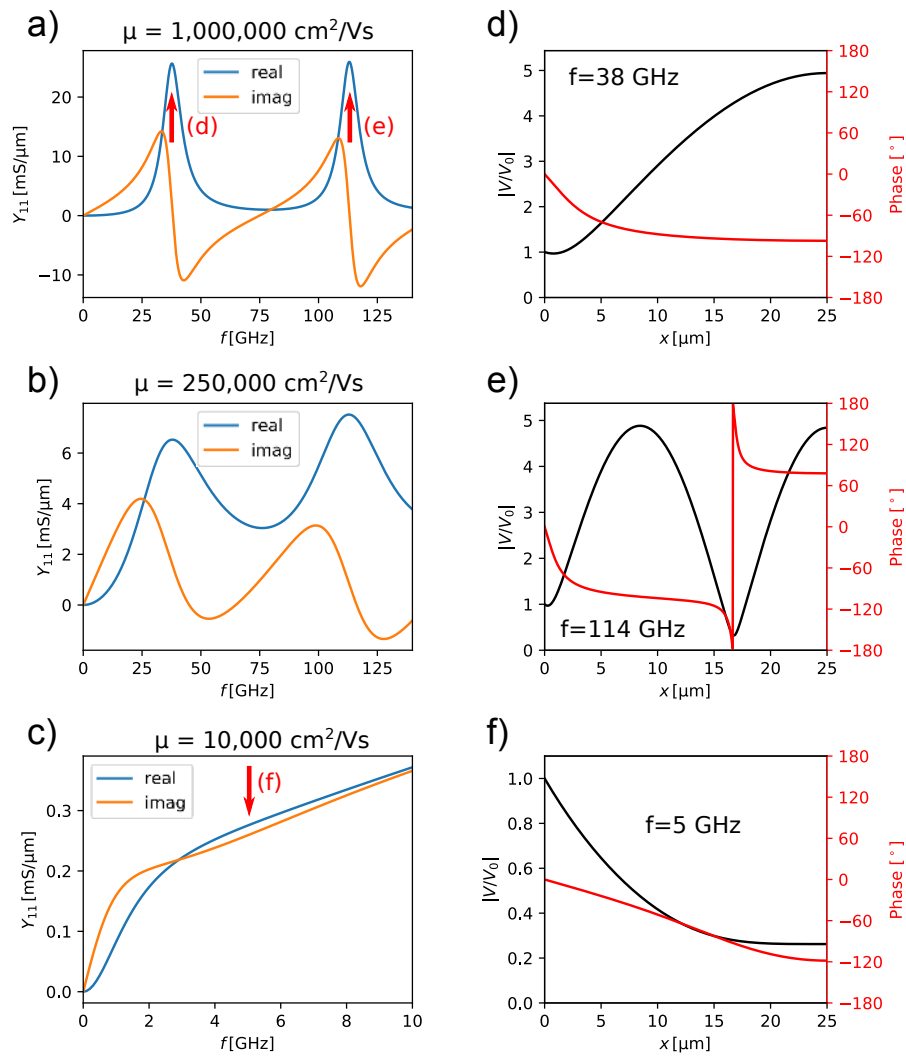 a)
μ = 1,000,000 cm²/Vs
real
imag
(d)
(e)
20
10
0
−10
Y₁₁ [mS/μm]
0
25
50
75
100
125
f [GHz]
d)
f=38 GHz
5
4
3
2
1
0
|V/V₀|
180
120
60
0
−60
−120
−180
Phase [°]
0
5
10
15
20
25
x [μm]
b)
μ = 250,000 cm²/Vs
real
imag
6
4
2
0
Y₁₁ [mS/μm]
0
25
50
75
100
125
f [GHz]
e)
f=114 GHz
5
4
3
2
1
0
|V/V₀|
180
120
60
0
−60
−120
−180
Phase [°]
0
5
10
15
20
25
x [μm]
c)
μ = 10,000 cm²/Vs
real
imag
(f)
0.3
0.2
0.1
0.0
Y₁₁ [mS/μm]
0
2
4
6
8
10
f [GHz]
f)
f=5 GHz
1.0
0.8
0.6
0.4
0.2
0.0
|V/V₀|
180
120
60
0
−60
−120
−180
Phase [°]
0
5
10
15
20
25
x [μm]